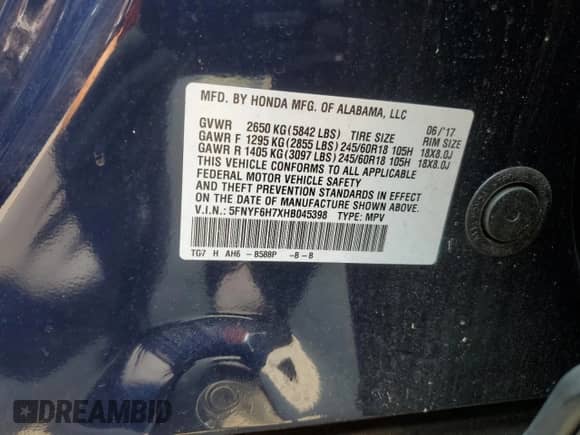 MFD. BY HONDA MFG. OF ALABAMA, LLC
GVWR 2650 KG (5842 LBS) TIRE SIZE 06/'17 RIM SIZE
GAWR F 1295 KG (2855 LBS) 245/60R18 105H 18X8.0J
GAWR R 1405 KG (3097 LBS) 245/60R18 105H 18X8.0J
THIS VEHICLE CONFORMS TO ALL APPLICABLE
FEDERAL MOTOR VEHICLE SAFETY
AND THEFT PREVENTION STANDARDS IN EFFECT
ON THE DATE OF MANUFACTURE SHOWN ABOVE.
V.I.N.: 5FNYF6H7XHB045398 TYPE: MPV
TG7 H AH6 - B588P -B - B
DREAMBID